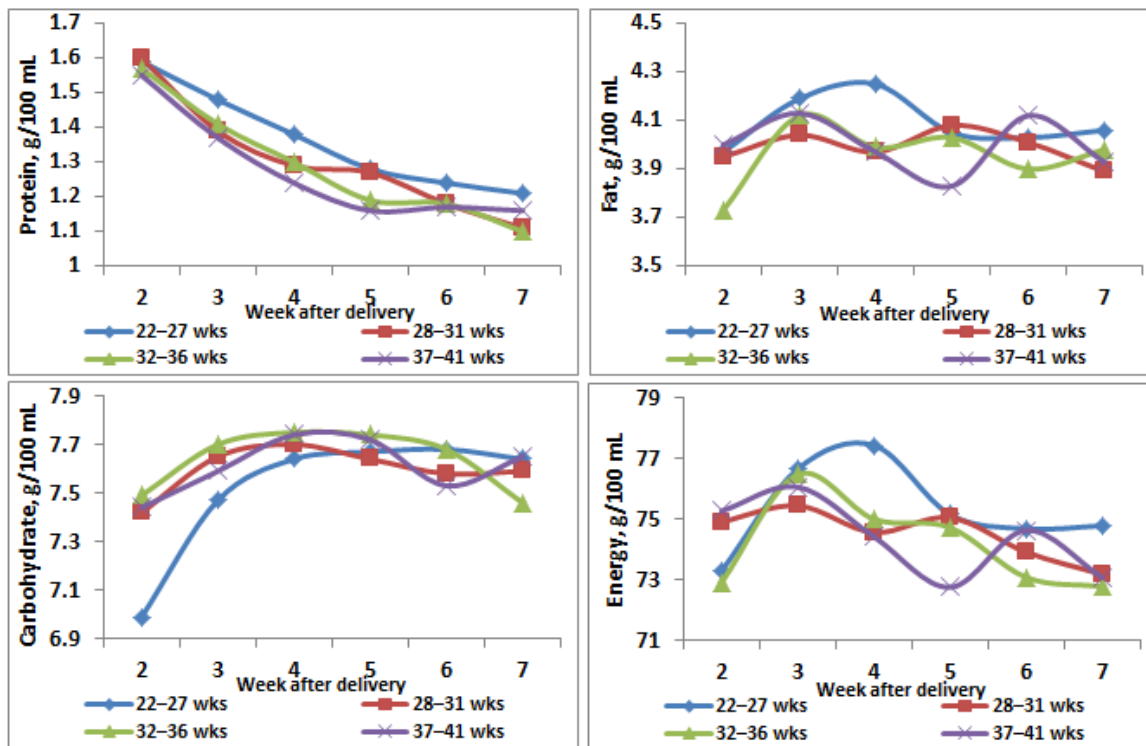 Protein, g/100 mL
1.7
1.6
1.5
1.4
1.3
1.2
1.1
1
2 3 4 5 6 7
Week after delivery
22–27 wks 28–31 wks
32–36 wks 37–41 wks
Fat, g/100 mL
4.5
4.3
4.1
3.9
3.7
3.5
2 3 4 5 6 7
Week after delivery
22–27 wks 28–31 wks
32–36 wks 37–41 wks
Carbohydrate, g/100 mL
7.9
7.7
7.5
7.3
7.1
6.9
2 3 4 5 6 7
Week after delivery
22–27 wks 28–31 wks
32–36 wks 37–41 wks
Energy, g/100 mL
79
77
75
73
71
2 3 4 5 6 7
Week after delivery
22–27 wks 28–31 wks
32–36 wks 37–41 wks